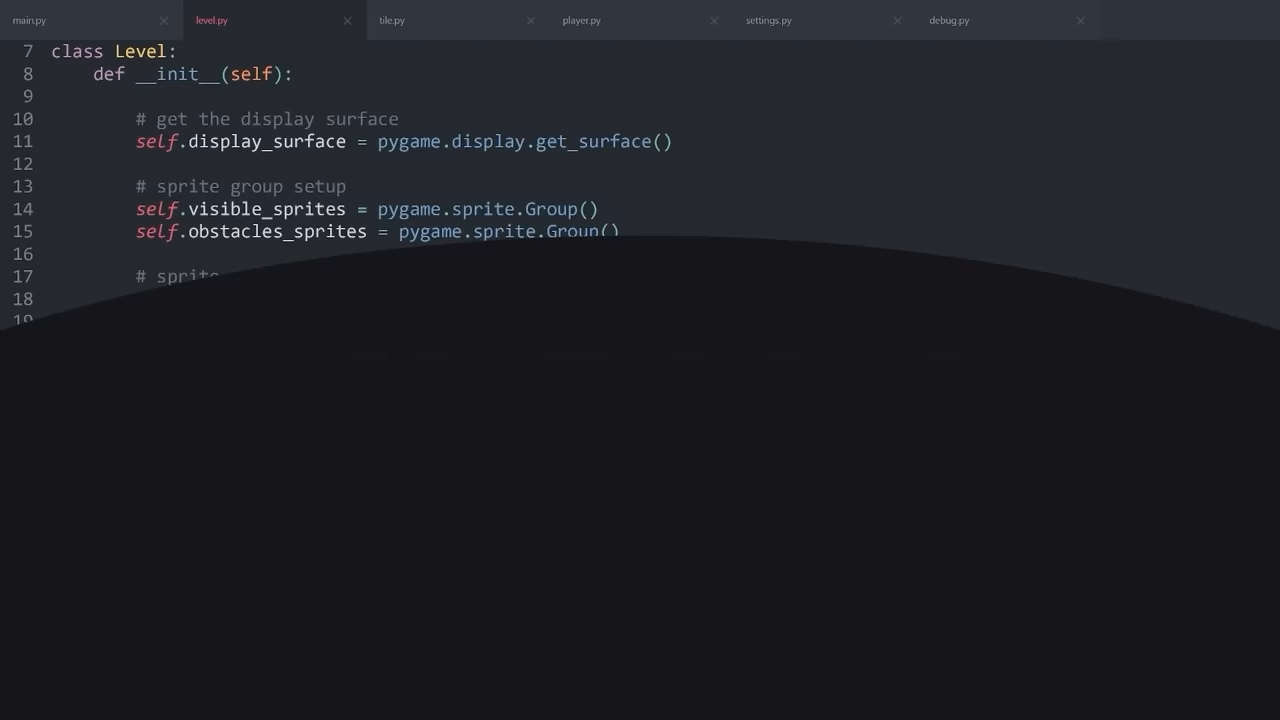 main.py level.py tile.py player.py settings.py debug.py
7 class Level:
8 def __init__(self):
9
10 # get the display surface
11 self.display_surface = pygame.display.get_surface()
12
13 # sprite group setup
14 self.visible_sprites = pygame.sprite.Group()
15 self.obstacles_sprites = pygame.sprite.Group()
16
17 # sprite
18
19